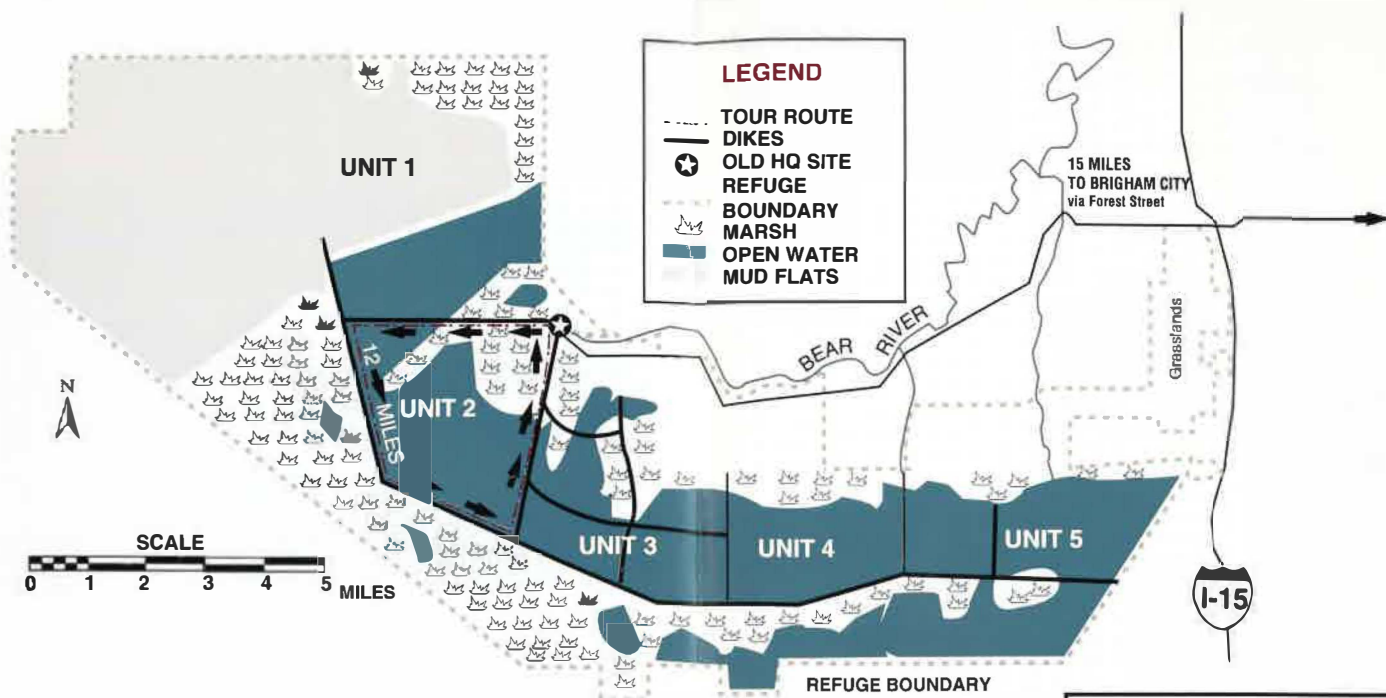 LEGEND
TOUR ROUTE
DIKES
OLD HQ SITE
REFUGE
BOUNDARY
MARSH
OPEN WATER
MUD FLATS
UNIT 1
15 MILES
TO BRIGHAM CITY
via Forest Street
BEAR RIVER
Grasslands
N
12 MILES
UNIT 2
UNIT 3
UNIT 4
UNIT 5
SCALE
0 1 2 3 4 5
MILES
I-15
REFUGE BOUNDARY